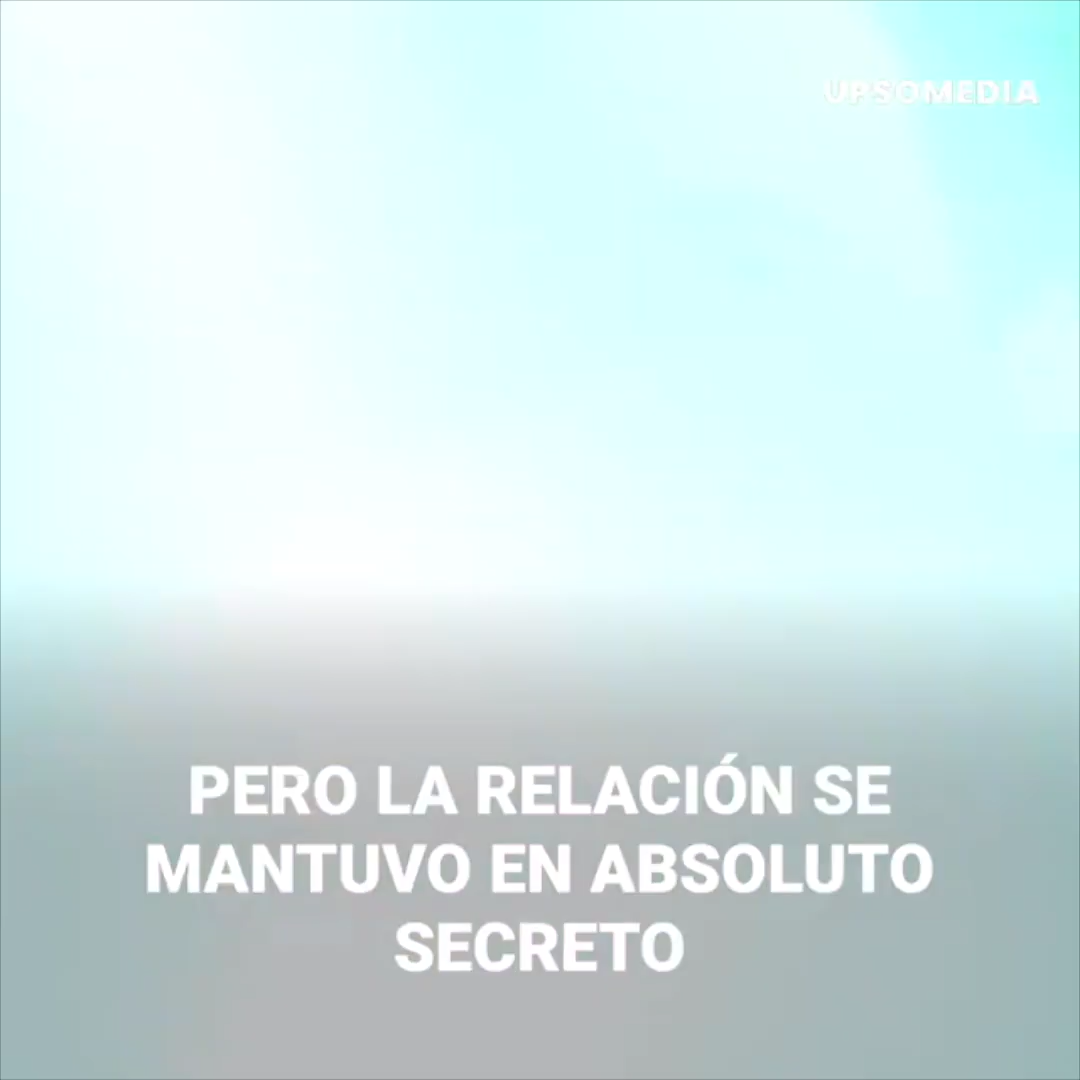 UPSOMEDIA
PERO LA RELACIÓN SE
MANTUVO EN ABSOLUTO
SECRETO